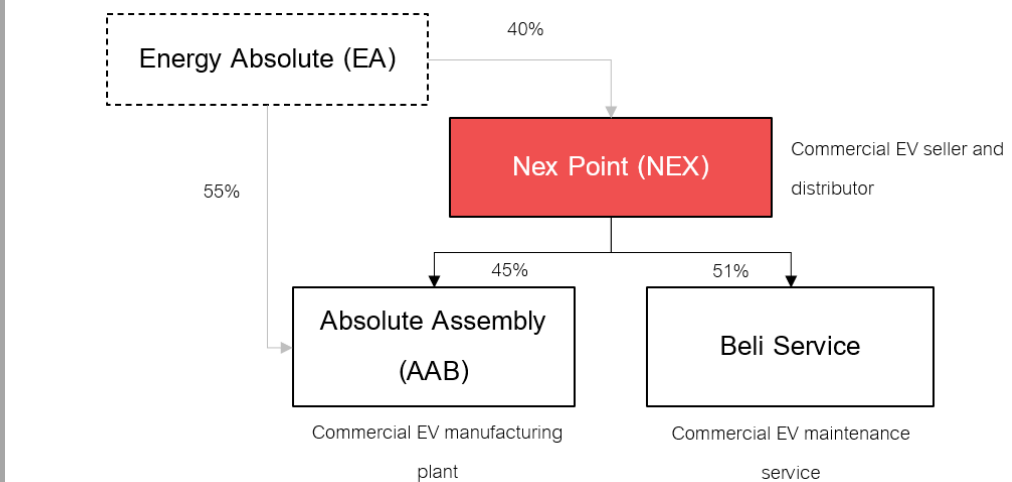 40%
Energy Absolute (EA)
Nex Point (NEX)
Commercial EV seller and
distributor
55%
45%
51%
Absolute Assembly
(AAB)
Beli Service
Commercial EV manufacturing
plant
Commercial EV maintenance
service